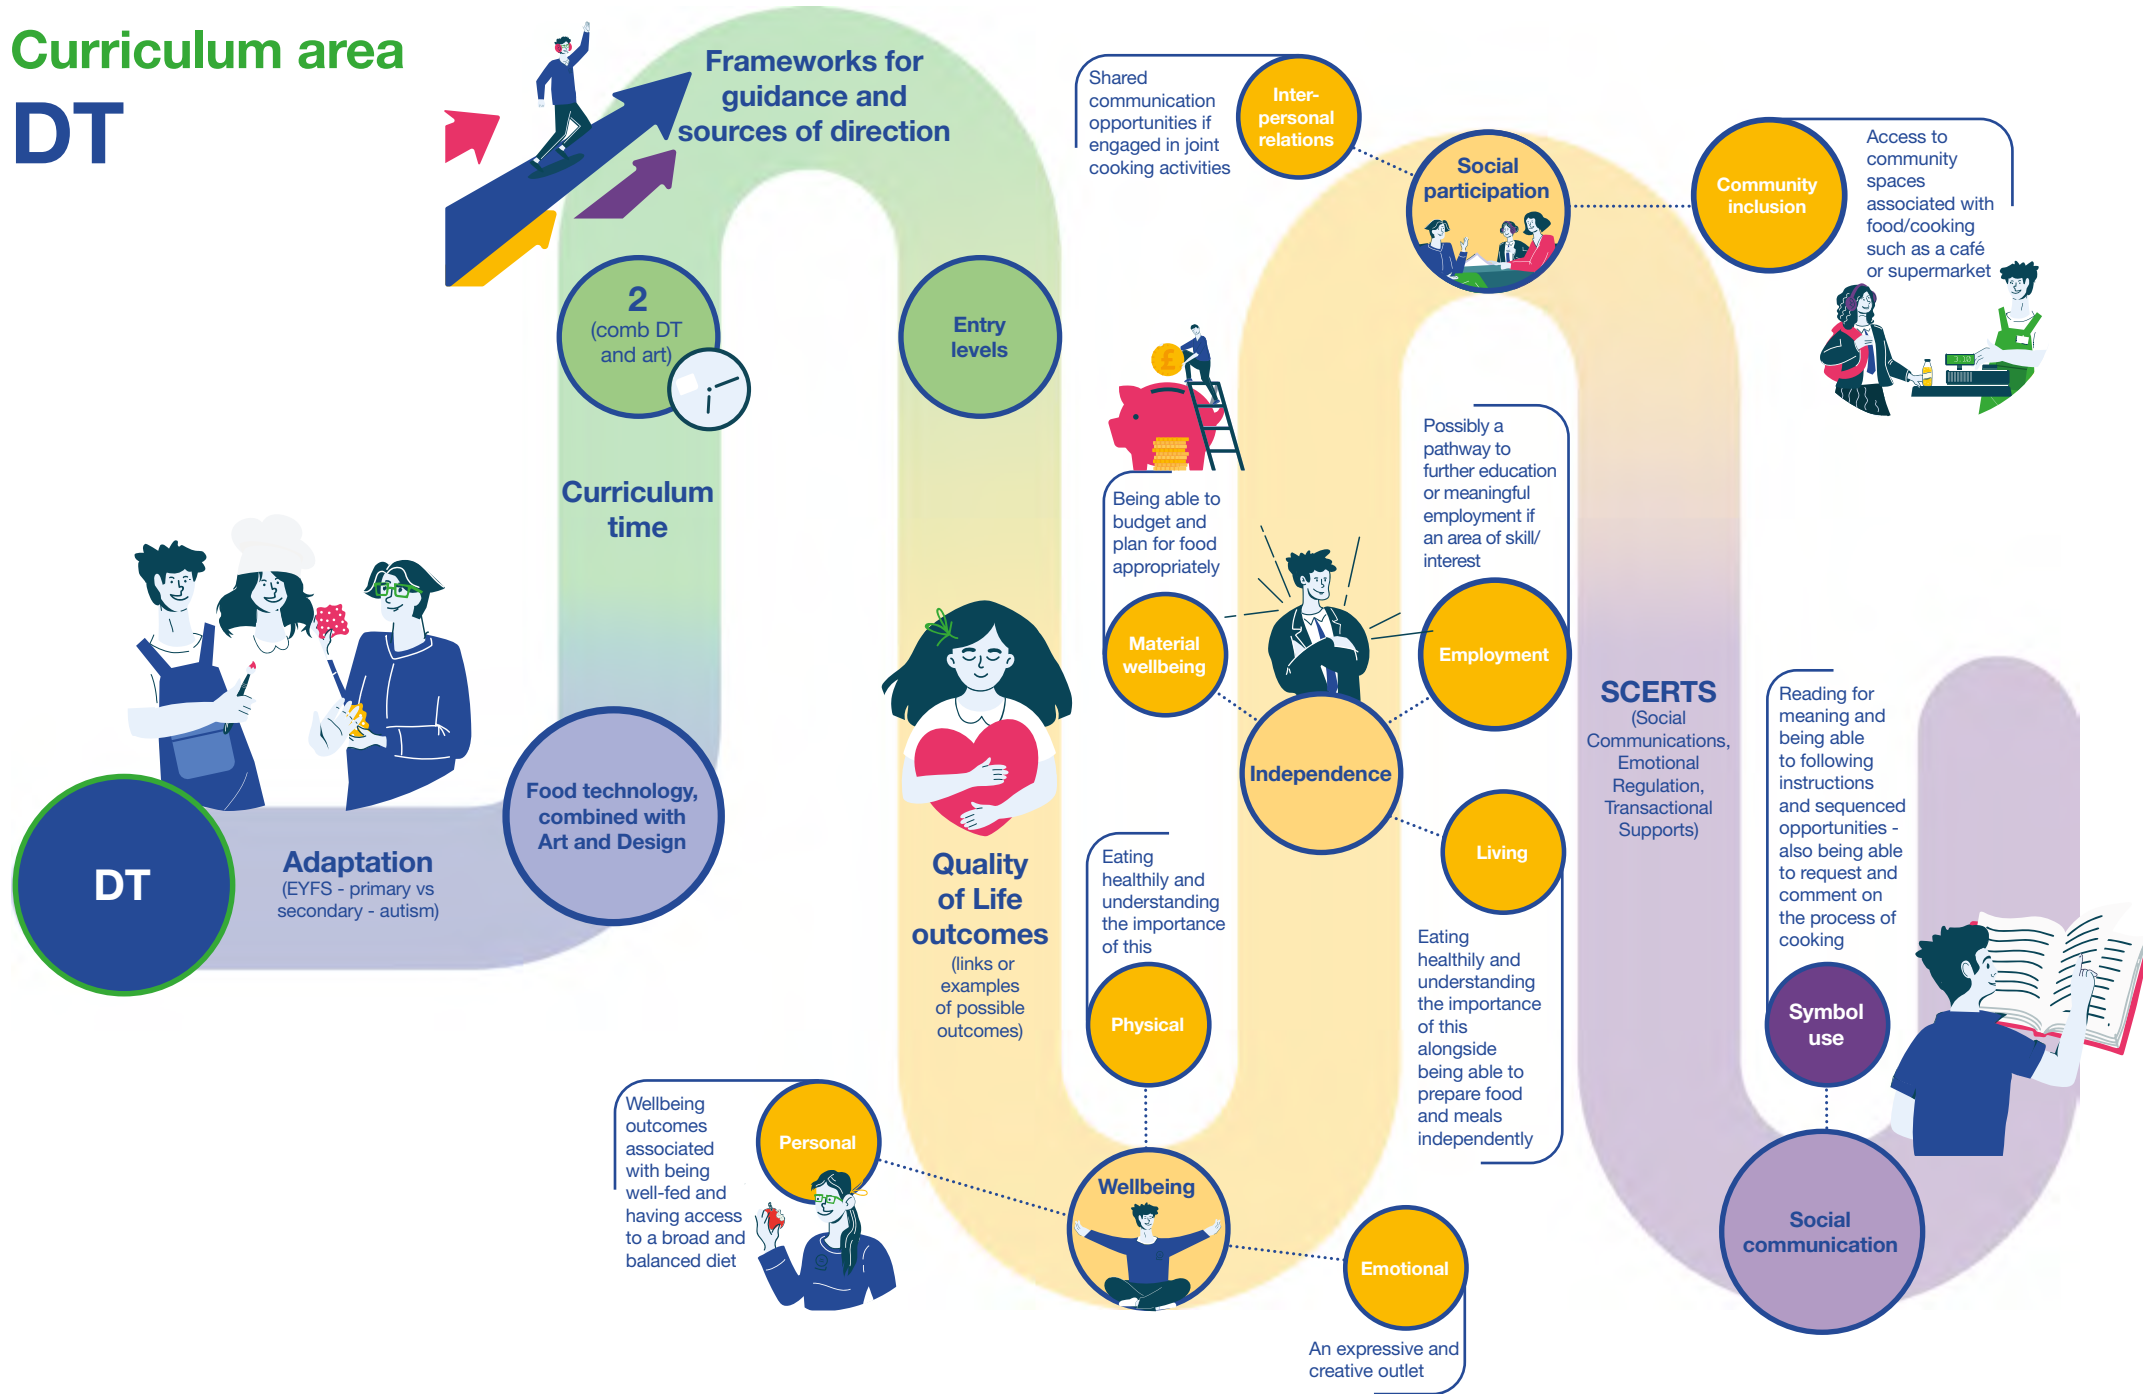 Curriculum area
DT
DT
Adaptation
(EYFS - primary vs
secondary - autism)
Food technology,
combined with
Art and Design
Curriculum
time
2
(comb DT
and art)
Frameworks for
guidance and
sources of direction
Entry
levels
Quality
of Life
outcomes
(links or
examples
of possible
outcomes)
Wellbeing
outcomes
associated
with being
well-fed and
having access
to a broad and
balanced diet
Personal
Eating
healthily and
understanding
the importance
of this
Physical
Wellbeing
Emotional
An expressive and
creative outlet
£
Being able to
budget and
plan for food
appropriately
Material
wellbeing
Independence
Possibly a
pathway to
further education
or meaningful
employment if
an area of skill/
interest
Employment
Living
Eating
healthily and
understanding
the importance
of this
alongside
being able to
prepare food
and meals
independently
Shared
communication
opportunities if
engaged in joint
cooking activities
Inter-
personal
relations
Social
participation
Community
inclusion
Access to
community
spaces
associated with
food/cooking
such as a café
or supermarket
3.10
SCERTS
(Social
Communications,
Emotional
Regulation,
Transactional
Supports)
Reading for
meaning and
being able
to following
instructions
and sequenced
opportunities -
also being able
to request and
comment on
the process of
cooking
Symbol
use
Social
communication